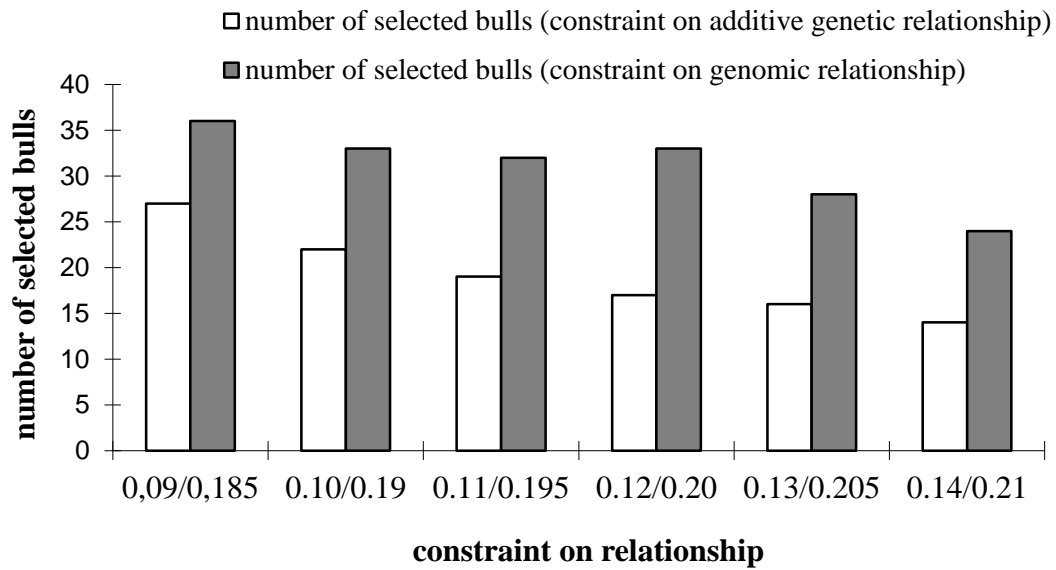 number of selected bulls (constraint on additive genetic relationship)
number of selected bulls (constraint on genomic relationship)
number of selected bulls
40
35
30
25
20
15
10
5
0
0,09/0,185 0.10/0.19 0.11/0.195 0.12/0.20 0.13/0.205 0.14/0.21
constraint on relationship